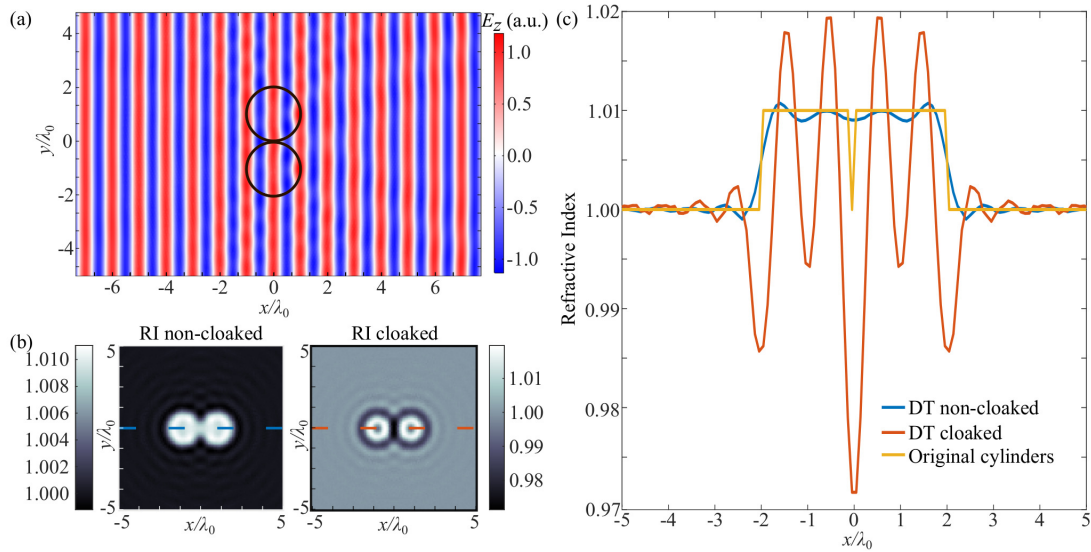 (a)
E_z (a.u.)
4
2
0
-2
-4
y/λ₀
-6 -4 -2 0 2 4 6
x/λ₀
1.0
0.5
0.0
-0.5
-1.0
(b)
RI non-cloaked
RI cloaked
1.010
1.008
1.006
1.004
1.002
1.000
5
y/λ₀
-5
-5 x/λ₀ 5
5
y/λ₀
-5
-5 x/λ₀ 5
1.01
1.00
0.99
0.98
(c)
1.02
1.01
1.00
0.99
0.98
0.97
Refractive Index
-5 -4 -3 -2 -1 0 1 2 3 4 5
x/λ₀
DT non-cloaked
DT cloaked
Original cylinders